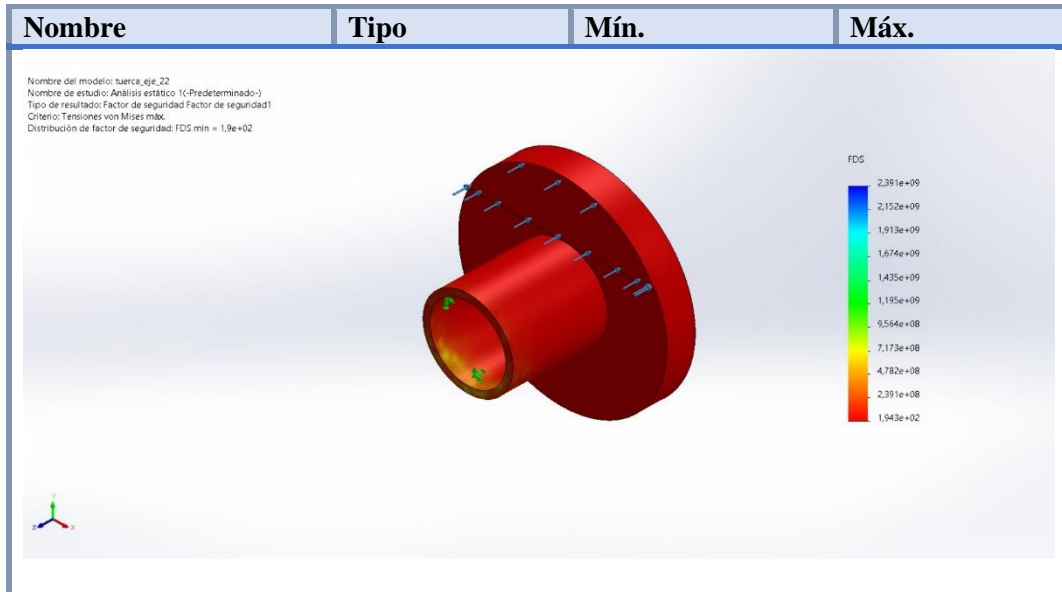 Nombre Tipo Mín. Máx.
Nombre del modelo: tuerca_eje_22
Nombre de estudio: Análisis estático 1(-Predeterminado-)
Tipo de resultado: Factor de seguridad Factor de seguridad1
Criterio: Tensiones von Mises máx.
Distribución de factor de seguridad: FDS mín = 1,9e+02
FDS
2,391e+09
2,152e+09
1,913e+09
1,674e+09
1,435e+09
1,195e+09
9,564e+08
7,173e+08
4,782e+08
2,391e+08
1,943e+02
Y
Z X